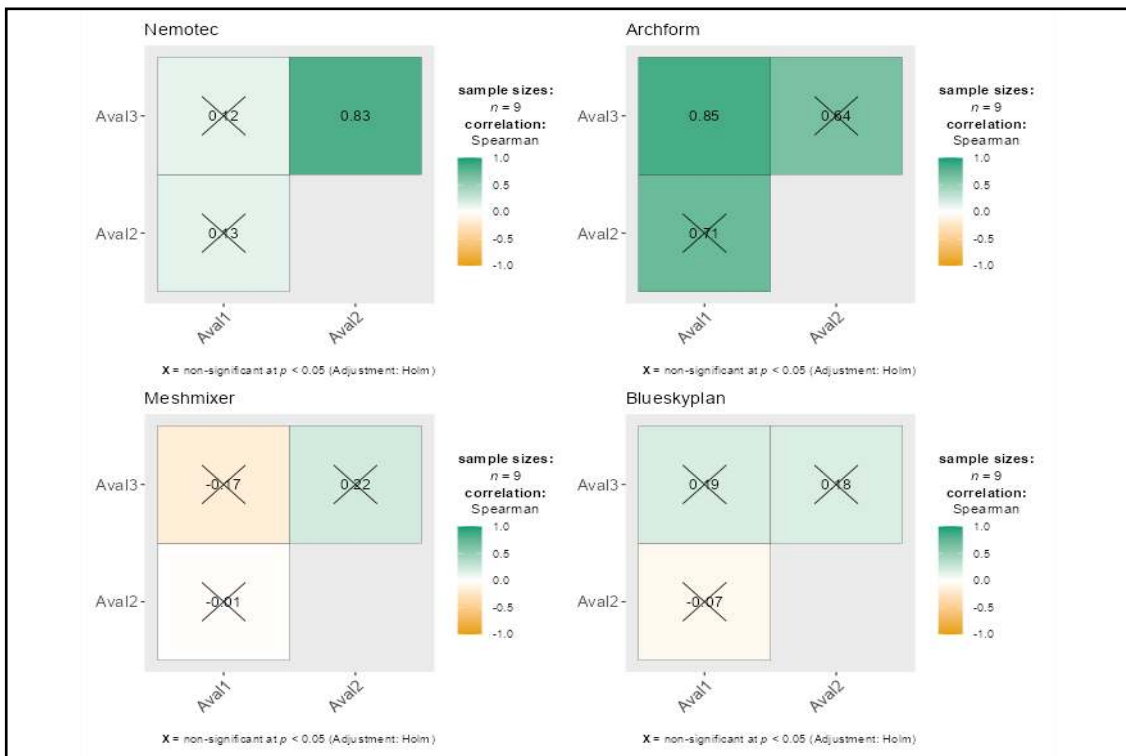 Nemotec
Aval3
0.12
0.83
Aval2
0.13
Aval1
Aval2
sample sizes:
n = 9
correlation:
Spearman
1.0
0.5
0.0
-0.5
-1.0
X = non-significant at p < 0.05 (Adjustment: Holm)
Archform
Aval3
0.85
0.64
Aval2
0.71
Aval1
Aval2
sample sizes:
n = 9
correlation:
Spearman
1.0
0.5
0.0
-0.5
-1.0
X = non-significant at p < 0.05 (Adjustment: Holm)
Meshmixer
Aval3
-0.17
0.22
Aval2
-0.01
Aval1
Aval2
sample sizes:
n = 9
correlation:
Spearman
1.0
0.5
0.0
-0.5
-1.0
X = non-significant at p < 0.05 (Adjustment: Holm)
Blueskyplan
Aval3
0.19
0.18
Aval2
-0.07
Aval1
Aval2
sample sizes:
n = 9
correlation:
Spearman
1.0
0.5
0.0
-0.5
-1.0
X = non-significant at p < 0.05 (Adjustment: Holm)